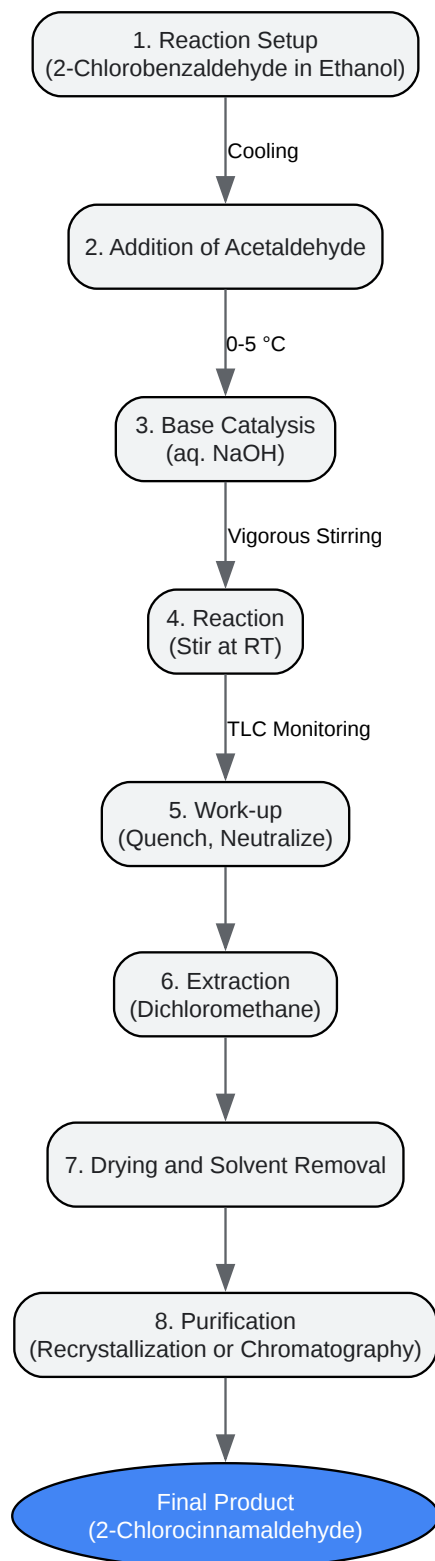 1. Reaction Setup
(2-Chlorobenzaldehyde in Ethanol)
Cooling
2. Addition of Acetaldehyde
0-5 °C
3. Base Catalysis
(aq. NaOH)
Vigorous Stirring
4. Reaction
(Stir at RT)
TLC Monitoring
5. Work-up
(Quench, Neutralize)
6. Extraction
(Dichloromethane)
7. Drying and Solvent Removal
8. Purification
(Recrystallization or Chromatography)
Final Product
(2-Chlorocinnamaldehyde)